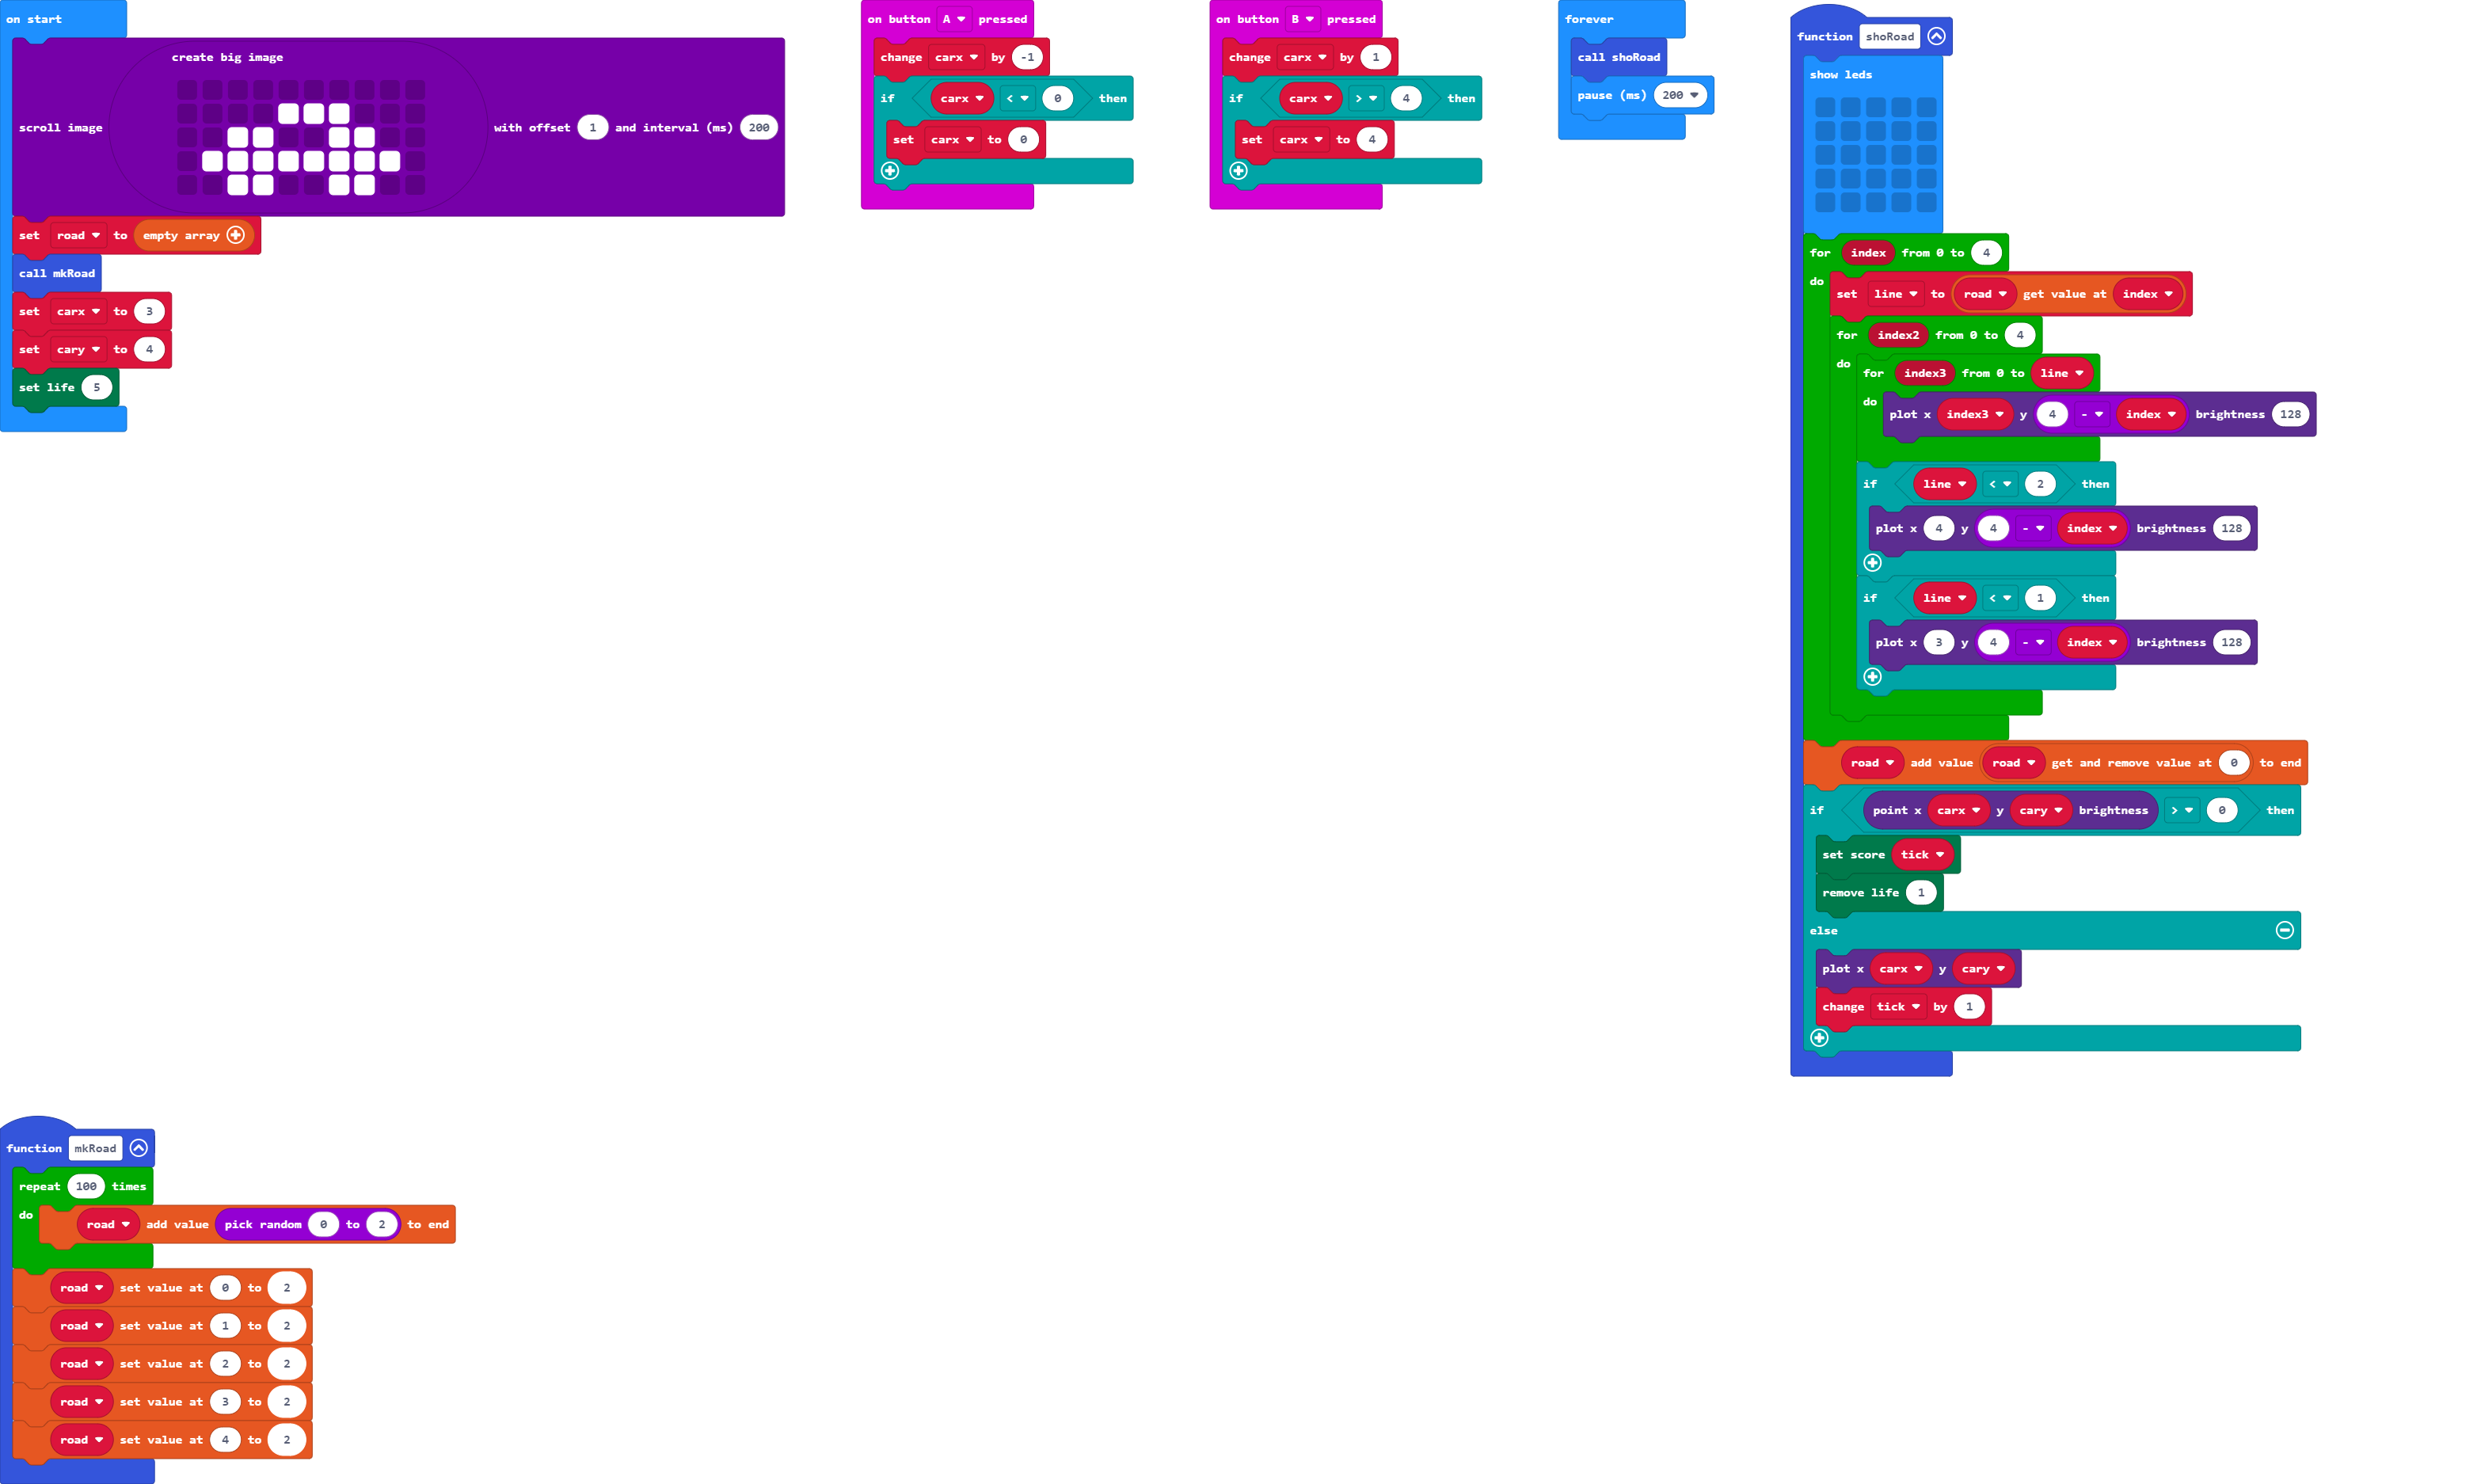 on start
create big image
scroll image with offset 1 and interval (ms) 200
set road to empty array
call mkRoad
set carx to 3
set cary to 4
set life 5
on button A pressed
change carx by -1
if carx < 0 then
set carx to 0
on button B pressed
change carx by 1
if carx > 4 then
set carx to 4
forever
call shoRoad
pause (ms) 200
function shoRoad
show leds
for index from 0 to 4
do set line to road get value at index
for index2 from 0 to 4
do for index3 from 0 to line
do plot x index3 y 4 - index brightness 128
if line < 2 then
plot x 4 y 4 - index brightness 128
if line < 1 then
plot x 3 y 4 - index brightness 128
road add value road get and remove value at 0 to end
if point x carx y cary brightness > 0 then
set score tick
remove life 1
else
plot x carx y cary
change tick by 1
function mkRoad
repeat 100 times
do road add value pick random 0 to 2 to end
road set value at 0 to 2
road set value at 1 to 2
road set value at 2 to 2
road set value at 3 to 2
road set value at 4 to 2